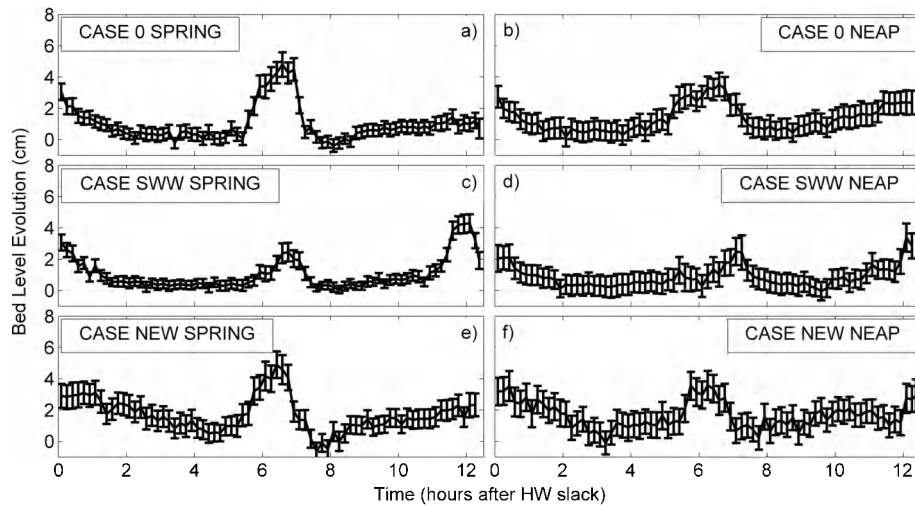 8
6
4
2
0
CASE 0 SPRING
a)
b)
CASE 0 NEAP
8
6
4
2
0
CASE SWW SPRING
c)
d)
CASE SWW NEAP
8
6
4
2
0
CASE NEW SPRING
e)
f)
CASE NEW NEAP
Bed Level Evolution (cm)
0 2 4 6 8 10 12 0 2 4 6 8 10 12
Time (hours after HW slack)